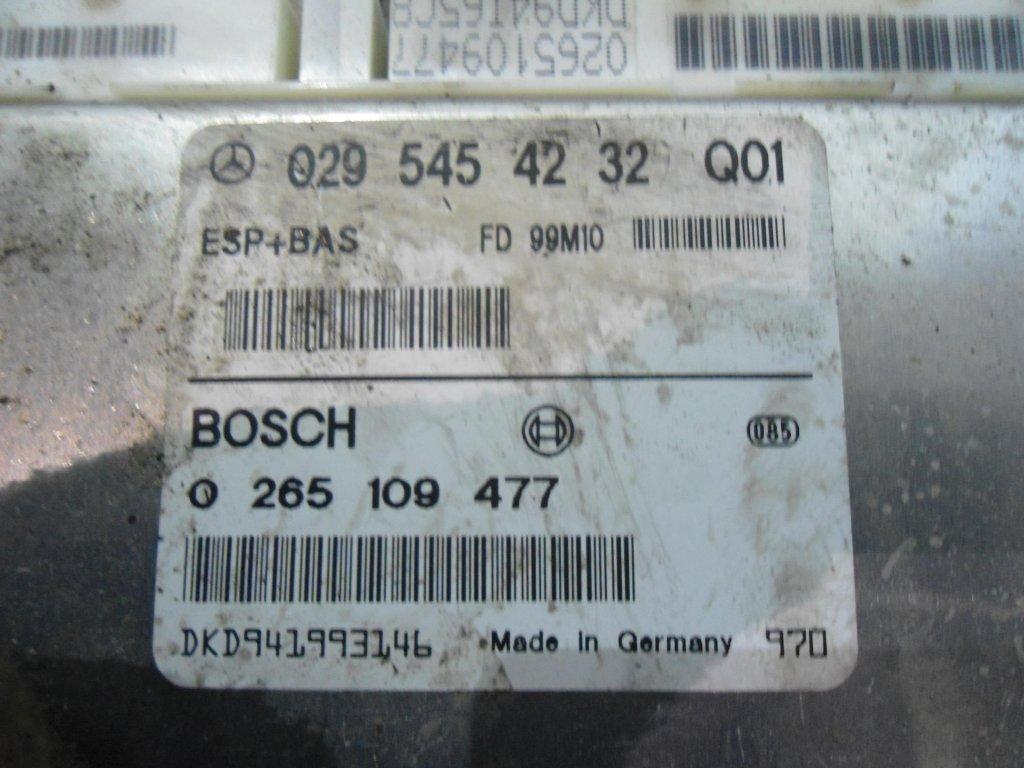 DKD94I65CB
0265109477
029 545 42 32 Q01
ESP+BAS FD 99M10
BOSCH 085
0 265 109 477
DKD941993146 Made in Germany 970